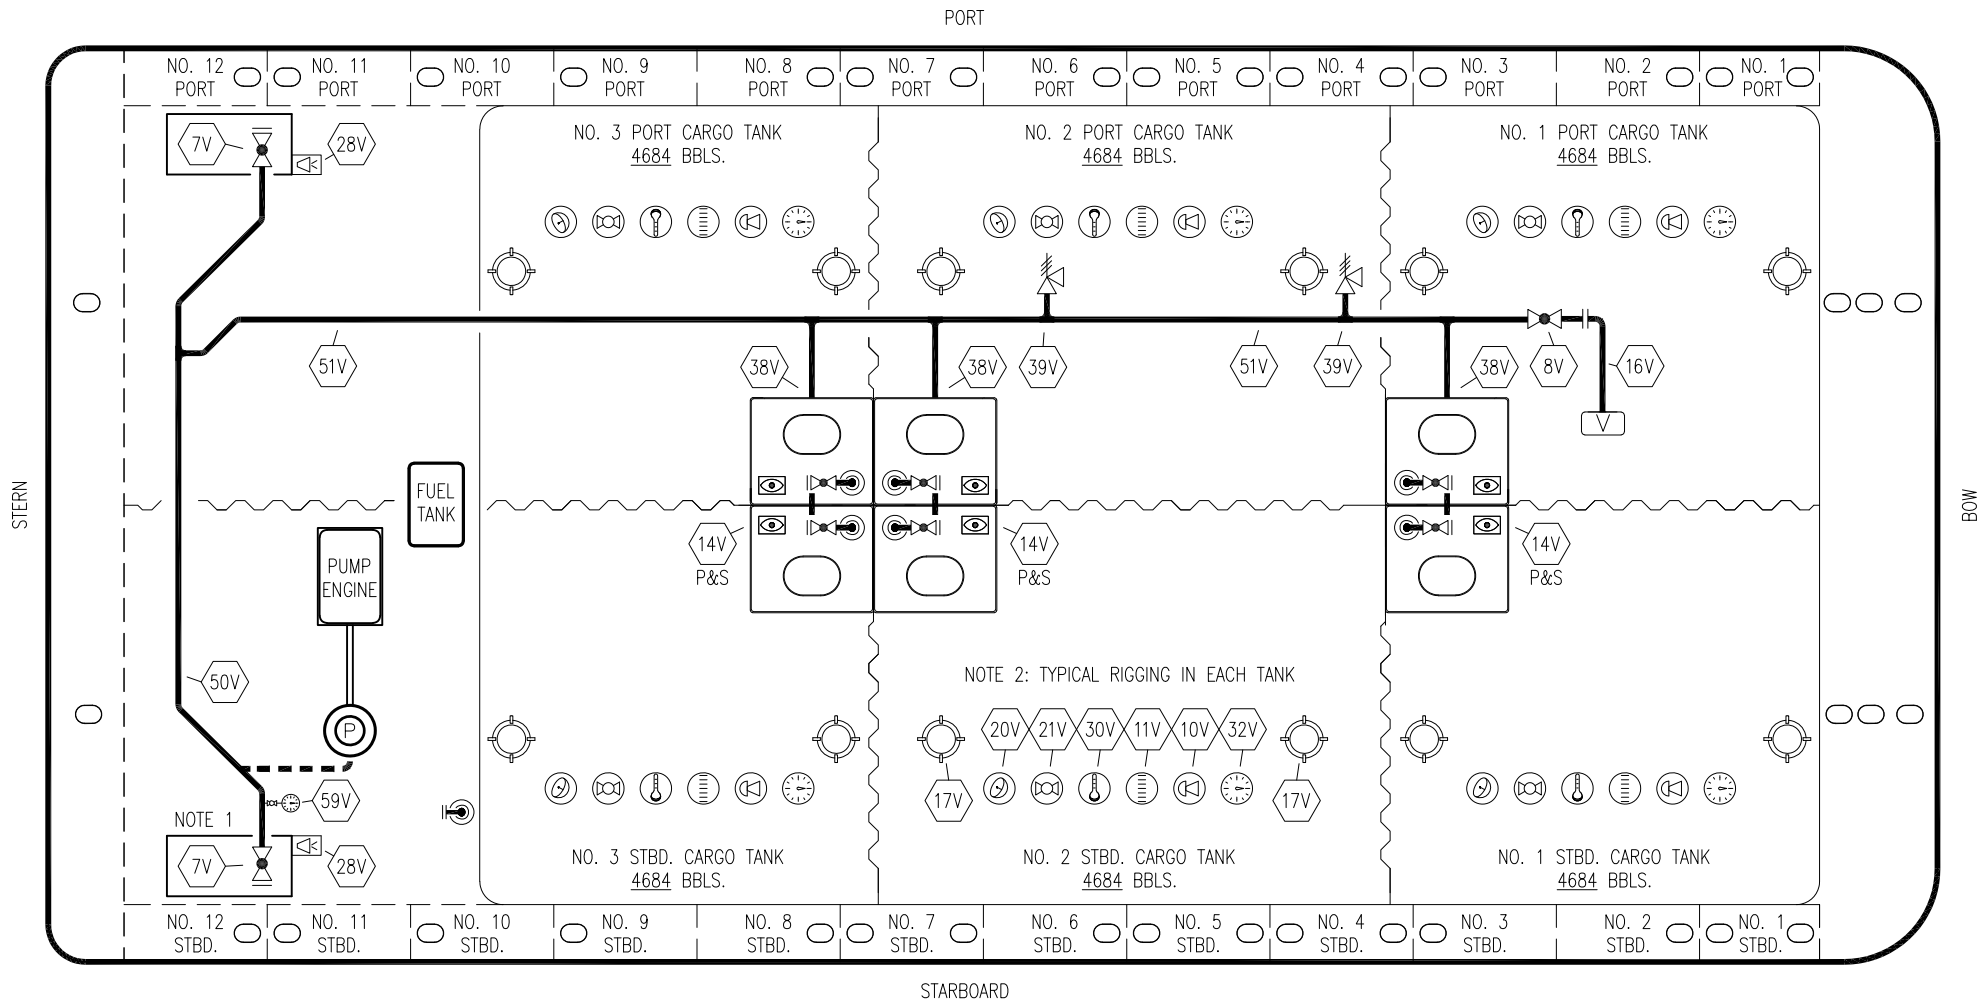 PORT
NO. 12
PORT
NO. 11
PORT
NO. 10
PORT
NO. 9
PORT
NO. 8
PORT
NO. 7
PORT
NO. 6
PORT
NO. 5
PORT
NO. 4
PORT
NO. 3
PORT
NO. 2
PORT
NO. 1
PORT
7V
28V
NO. 3 PORT CARGO TANK
4684 BBLS.
NO. 2 PORT CARGO TANK
4684 BBLS.
NO. 1 PORT CARGO TANK
4684 BBLS.
51V
38V
38V
39V
51V
39V
38V
8V
16V
V
STERN
FUEL
TANK
BOW
PUMP
ENGINE
14V
P&S
14V
P&S
14V
P&S
50V
P
NOTE 2: TYPICAL RIGGING IN EACH TANK
20V
21V
30V
11V
10V
32V
17V
17V
59V
NOTE 1
7V
28V
NO. 3 STBD. CARGO TANK
4684 BBLS.
NO. 2 STBD. CARGO TANK
4684 BBLS.
NO. 1 STBD. CARGO TANK
4684 BBLS.
NO. 12
STBD.
NO. 11
STBD.
NO. 10
STBD.
NO. 9
STBD.
NO. 8
STBD.
NO. 7
STBD.
NO. 6
STBD.
NO. 5
STBD.
NO. 4
STBD.
NO. 3
STBD.
NO. 2
STBD.
NO. 1
STBD.
STARBOARD